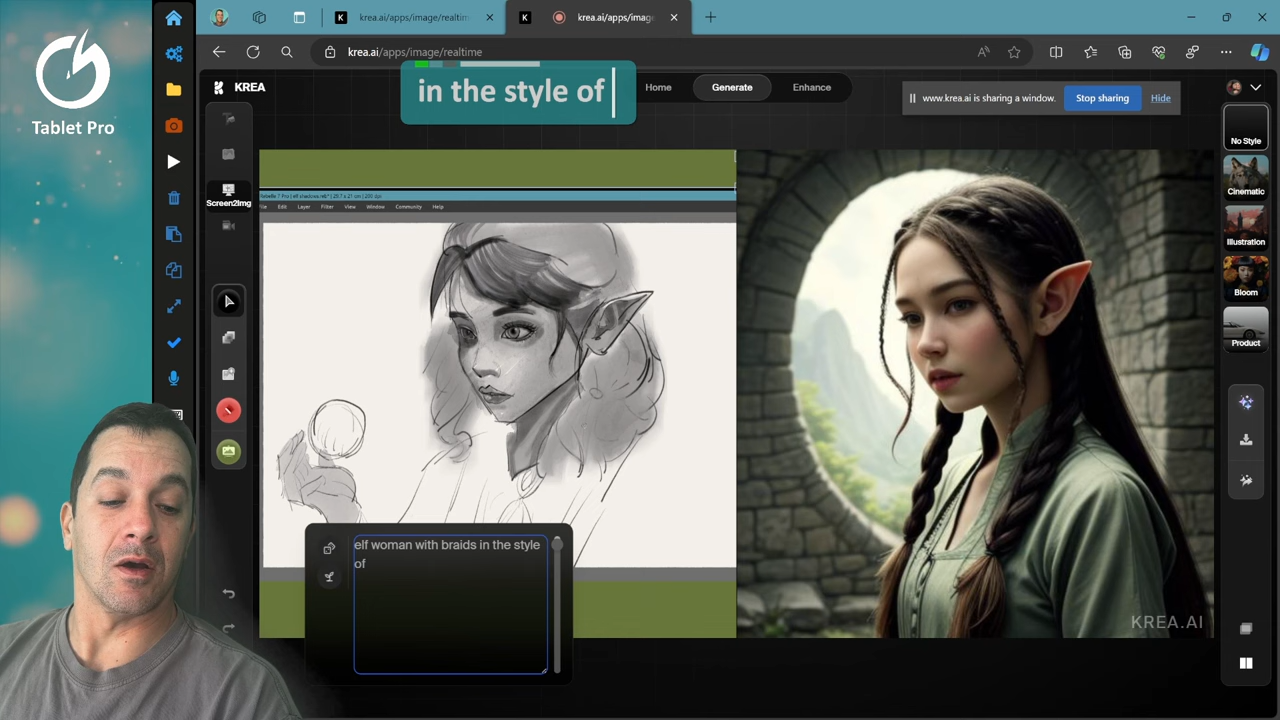 Tablet Pro
krea.ai/apps/image/realtim
krea.ai/apps/imag
krea.ai/apps/image/realtime
KREA
in the style of
Home
Generate
Enhance
www.krea.ai is sharing a window.
Stop sharing
Hide
No Style
Cinematic
Illustration
Bloom
Product
Screen2Img
Edit
Layer
Filter
View
Window
Community
Help
elf woman with braids in the style
of
KREA.AI